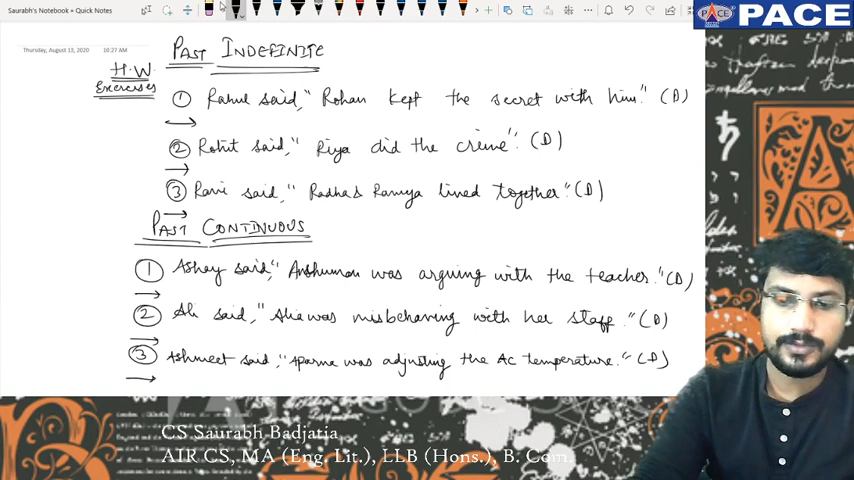 Saurabh's Notebook » Quick Notes
PACE
PACE
Thursday, August 13, 2020 10:27 AM
PAST INDEFINITE
H.W
Exercises
① Rahul said, "Rohan kept the secret with him." (D)
② Rohit said, "Riya did the crime". (D)
③ Ravi said, "Radha & Ramya lived together." (D)
PAST CONTINUOUS
① Ashay said, "Anshuman was arguing with the teacher." (D)
② Ali said, "Alia was misbehaving with her staff." (D)
③ Ashmeet said, "Aparna was adjusting the AC temperature." (D)
CS Saurabh Badjatia
AIR CS, MA (Eng. Lit.), LLB (Hons.), B. Com.